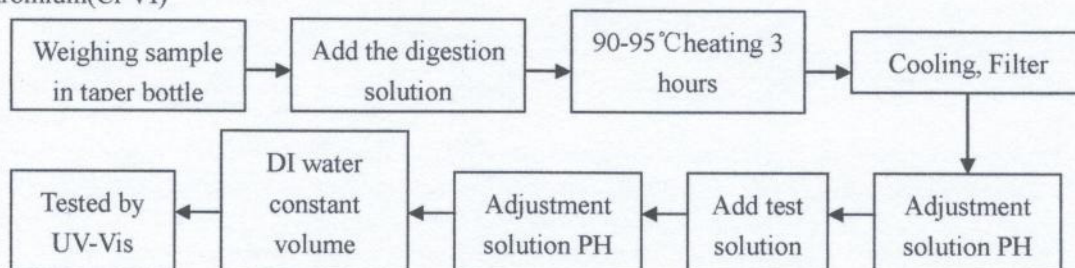 Weighing sample
in taper bottle
Add the digestion
solution
90-95℃heating 3
hours
Cooling, Filter
Adjustment
solution PH
Add test
solution
Adjustment
solution PH
DI water
constant
volume
Tested by
UV-Vis